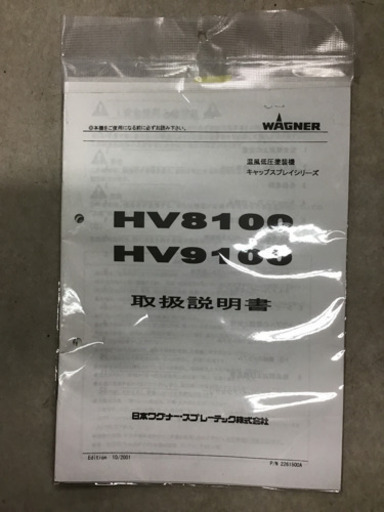 ◎本機をご使用になる前に必ずお読み下さい。
WAGNER
温風低圧塗装機
キャップスプレイシリーズ
HV8100
HV9100
取扱説明書
日本ワグナー・スプレーテック株式会社
Edition 10/2001
P/N 2251500A